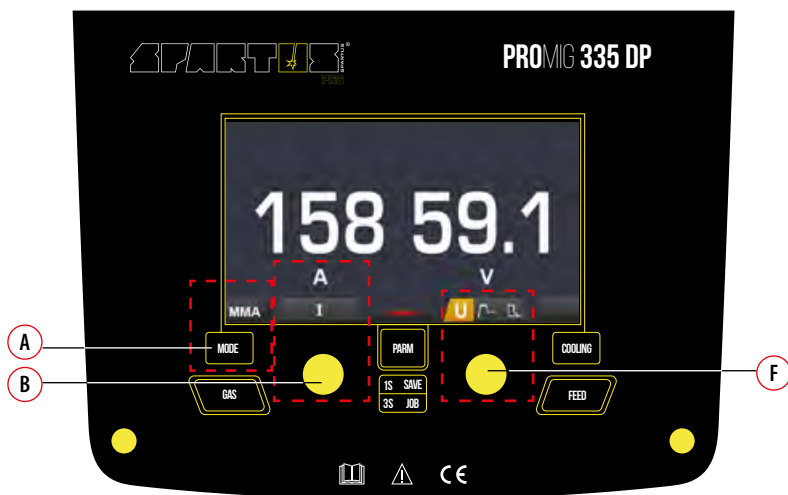 SPARTUS®
SPARTUS
PRO
PROMIG 335 DP
158 59.1
A V
MMA I U
A MODE PARM COOLING
B F
GAS 1S SAVE FEED
3S JOB
CE